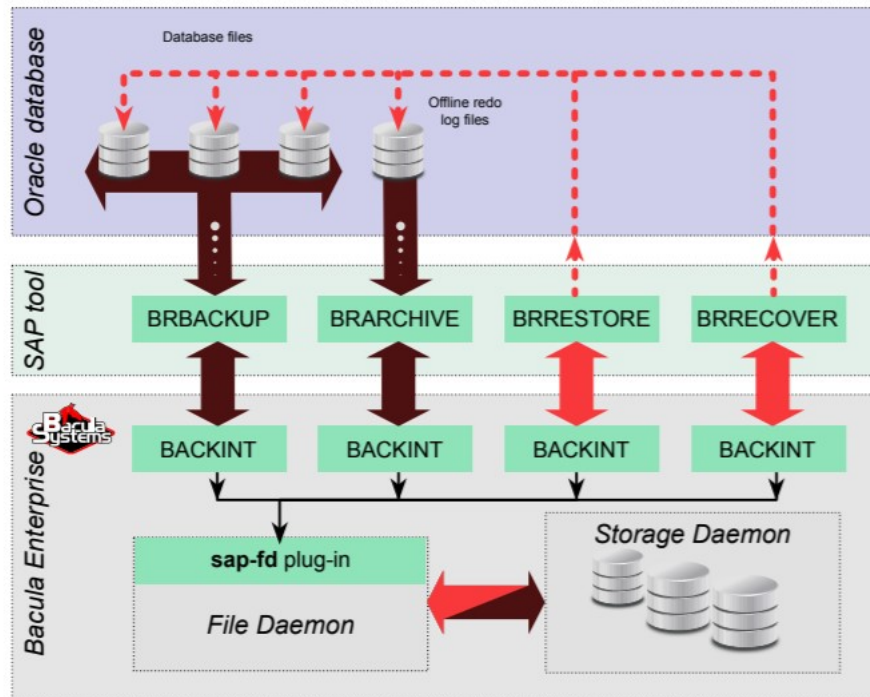 Oracle database
Database files
Offline redo
log files
SAP tool
BRBACKUP
BRARCHIVE
BRRESTORE
BRRECOVER
Bacula Enterprise
Bacula
Systems
BACKINT
BACKINT
BACKINT
BACKINT
sap-fd plug-in
File Daemon
Storage Daemon